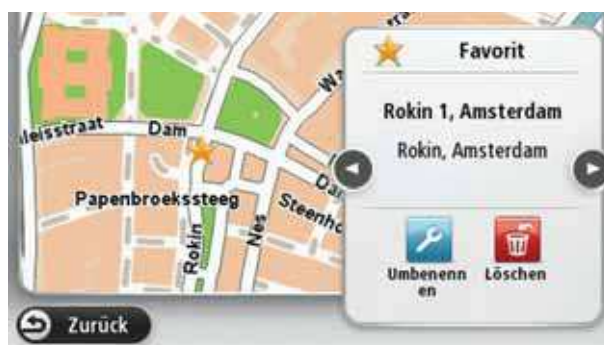 Favorit
Rokin 1, Amsterdam
Rokin, Amsterdam
Umbenenn
en
Löschen
Dam
Papenbroekssteeg
Rokin
Nes
Zurück